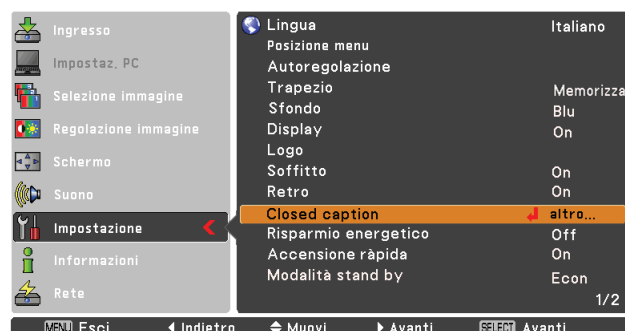 Ingresso
Impostaz. PC
Selezione immagine
Regolazione immagine
Schermo
Suono
Impostazione
Informazioni
Rete
Lingua Italiano
Posizione menu
Autoregolazione
Trapezio Memorizza
Sfondo Blu
Display On
Logo
Soffitto On
Retro On
Closed caption altro...
Risparmio energetico Off
Accensione ràpida On
Modalità stand by Econ
1/2
MENU Esci Indietro Muovi Avanti SELECT Avanti